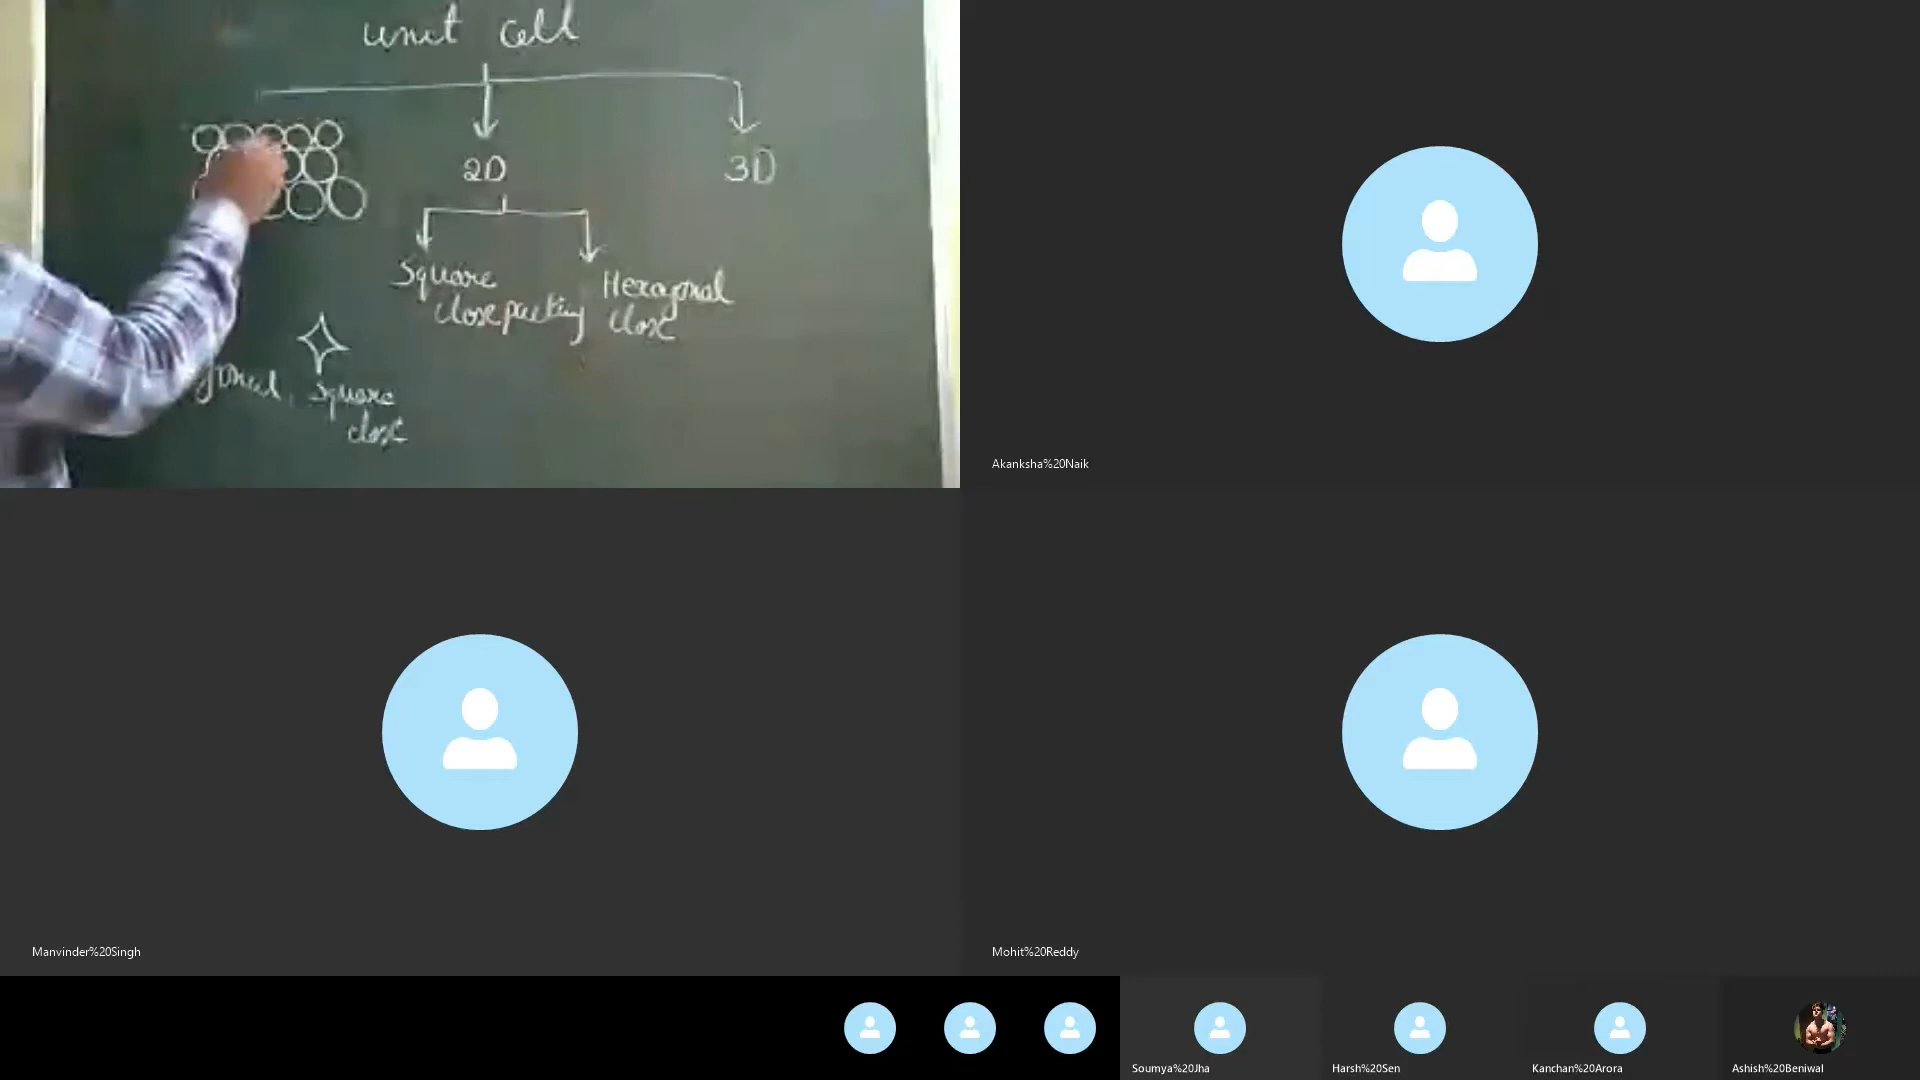 unit cell
2D
3D
Square
close packing
Hexagonal
close
Square
close
Akanksha%20Naik
Manvinder%20Singh
Mohit%20Reddy
Soumya%20Jha
Harsh%20Sen
Kanchan%20Arora
Ashish%20Beniwal